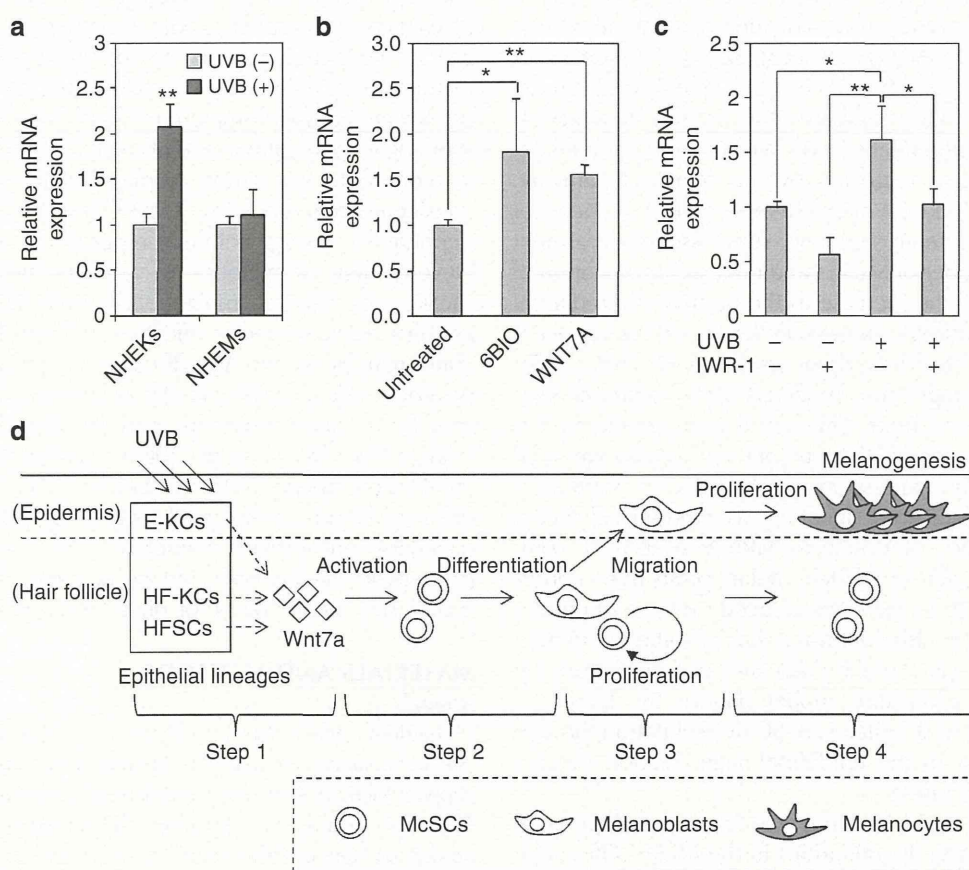 a
Relative mRNA
expression
3
2.5
2
1.5
1
0.5
0
UVB (–)
UVB (+)
**
NHEKs
NHEMs
b
Relative mRNA
expression
3.0
2.5
2.0
1.5
1.0
0.5
0.0
**
*
Untreated
6BIO
WNT7A
c
Relative mRNA
expression
2.5
2
1.5
1
0.5
0
*
** *
UVB – – + +
IWR-1 – + – +
d
UVB
Melanogenesis
(Epidermis)
E-KCs
Proliferation
Activation
Differentiation
Migration
(Hair follicle)
HF-KCs
HFSCs
Wnt7a
Epithelial lineages
Proliferation
Step 1
Step 2
Step 3
Step 4
McSCs
Melanoblasts
Melanocytes